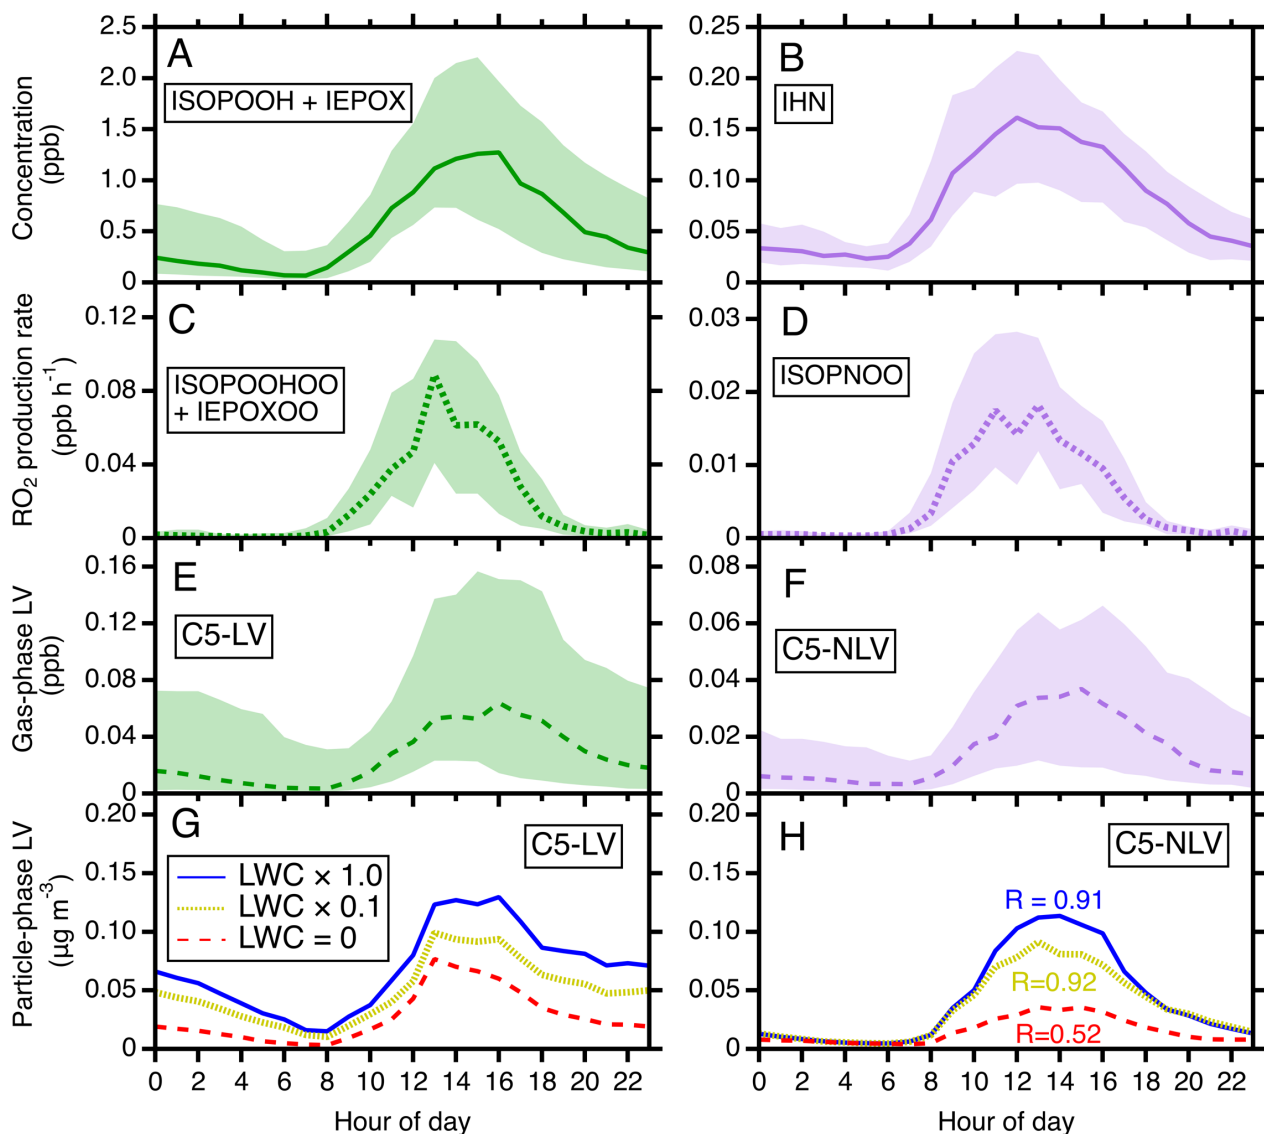 A
ISOPOOH + IEPOX
Concentration
(ppb)
2.5
2.0
1.5
1.0
0.5
0
B
IHN
0.25
0.20
0.15
0.10
0.05
0
C
ISOPOOHOO
+ IEPOXOO
RO₂ production rate
(ppb h⁻¹)
0.12
0.08
0.04
0
D
ISOPNOO
0.03
0.02
0.01
0
E
C5-LV
Gas-phase LV
(ppb)
0.16
0.12
0.08
0.04
0
F
C5-NLV
0.08
0.06
0.04
0.02
0
G
C5-LV
LWC × 1.0
LWC × 0.1
LWC = 0
Particle-phase LV
(µg m⁻³)
0.20
0.15
0.10
0.05
0
H
C5-NLV
R = 0.91
R=0.92
R=0.52
0.20
0.15
0.10
0.05
0
0 2 4 6 8 10 12 14 16 18 20 22
Hour of day
0 2 4 6 8 10 12 14 16 18 20 22
Hour of day